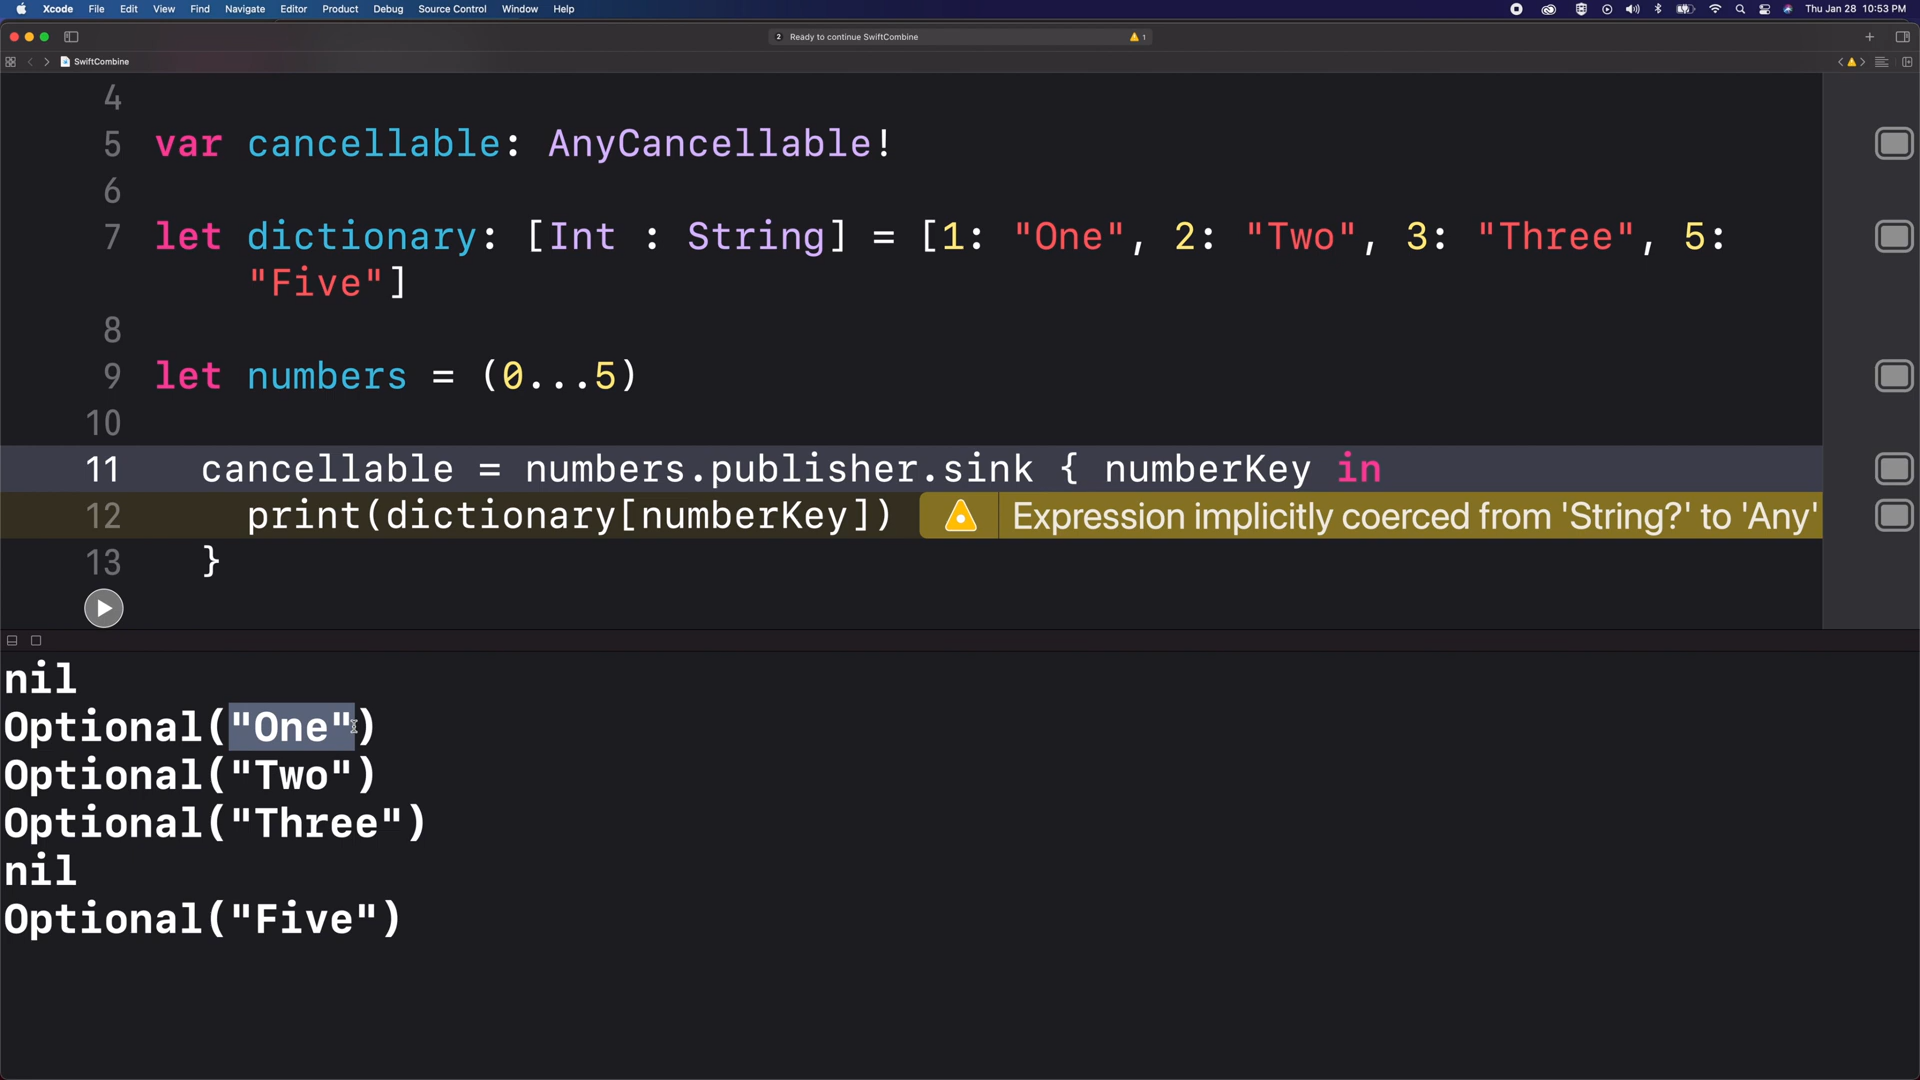 Xcode File Edit View Find Navigate Editor Product Debug Source Control Window Help Thu Jan 28 10:53 PM
2 Ready to continue SwiftCombine 1
SwiftCombine
4
5 var cancellable: AnyCancellable!
6
7 let dictionary: [Int : String] = [1: "One", 2: "Two", 3: "Three", 5:
"Five"]
8
9 let numbers = (0...5)
10
11 cancellable = numbers.publisher.sink { numberKey in
12 print(dictionary[numberKey]) Expression implicitly coerced from 'String?' to 'Any'
13 }
nil
Optional("One")
Optional("Two")
Optional("Three")
nil
Optional("Five")